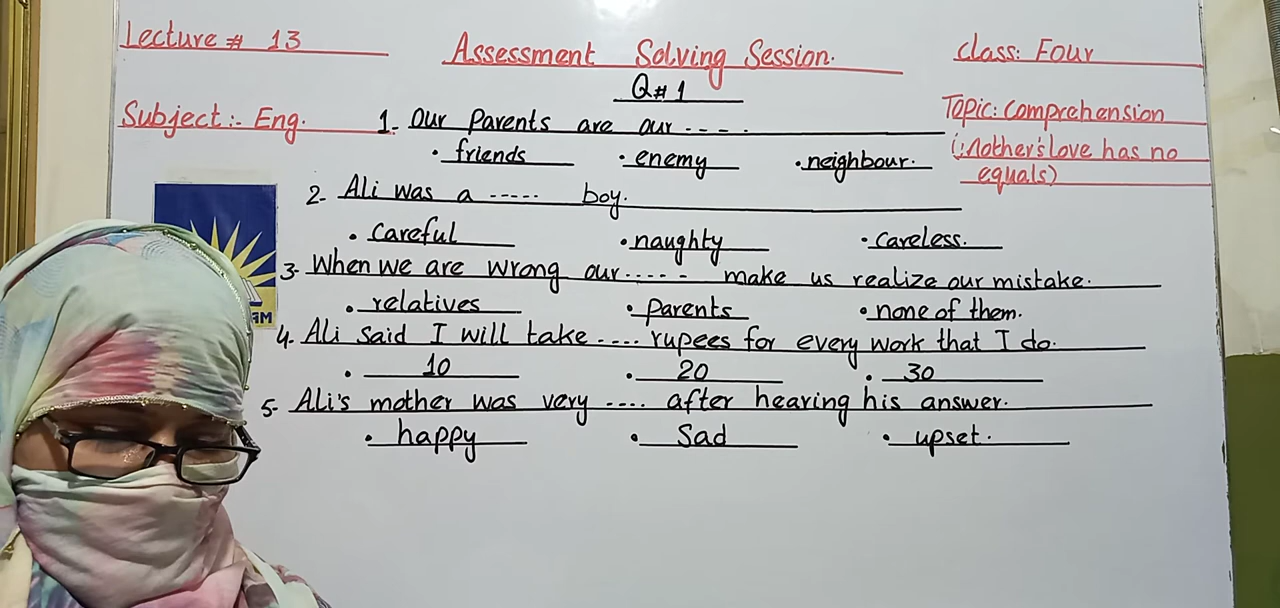 Lecture # 13
Assessment Solving Session.
Class: Four
Q# 1
Subject:- Eng.
Topic: Comprehension
(Mother's love has no
equals)
1- Our Parents are our ----.
• friends • enemy • neighbour.
2- Ali was a ----- boy.
• Careful • naughty • Careless.
3- When we are wrong our ----- make us realize our mistake.
• relatives • Parents • none of them.
4- Ali said I will take .... rupees for every work that I do.
• 10 • 20 • 30
5- Ali's mother was very .... after hearing his answer.
• happy • Sad • upset.